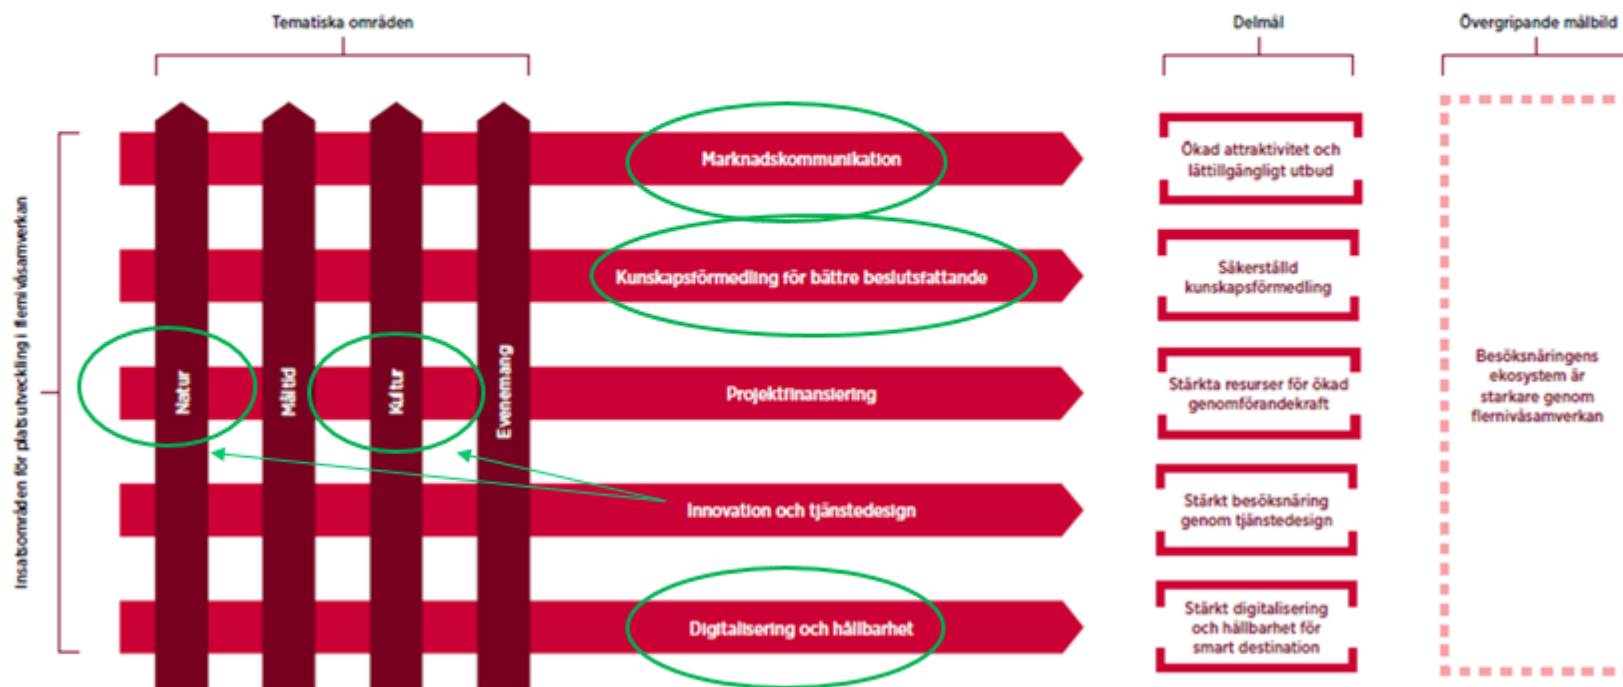 Tematiska områden
Delmål
Övergripande målbild
Insatsområden för platsutveckling i flernivåsamverkan
Natur
Måltid
Kultur
Evenemang
Marknadskommunikation
Ökad attraktivitet och
lättillgängligt utbud
Kunskapsförmedling för bättre beslutsfattande
Säkerställd
kunskapsförmedling
Projektfinansiering
Stärkta resurser för ökad
genomförandekraft
Innovation och tjänstedesign
Stärkt besöksnäring
genom tjänstedesign
Digitalisering och hållbarhet
Stärkt digitalisering
och hållbarhet för
smart destination
Besöksnäringens
ekosystem är
starkare genom
flernivåsamverkan